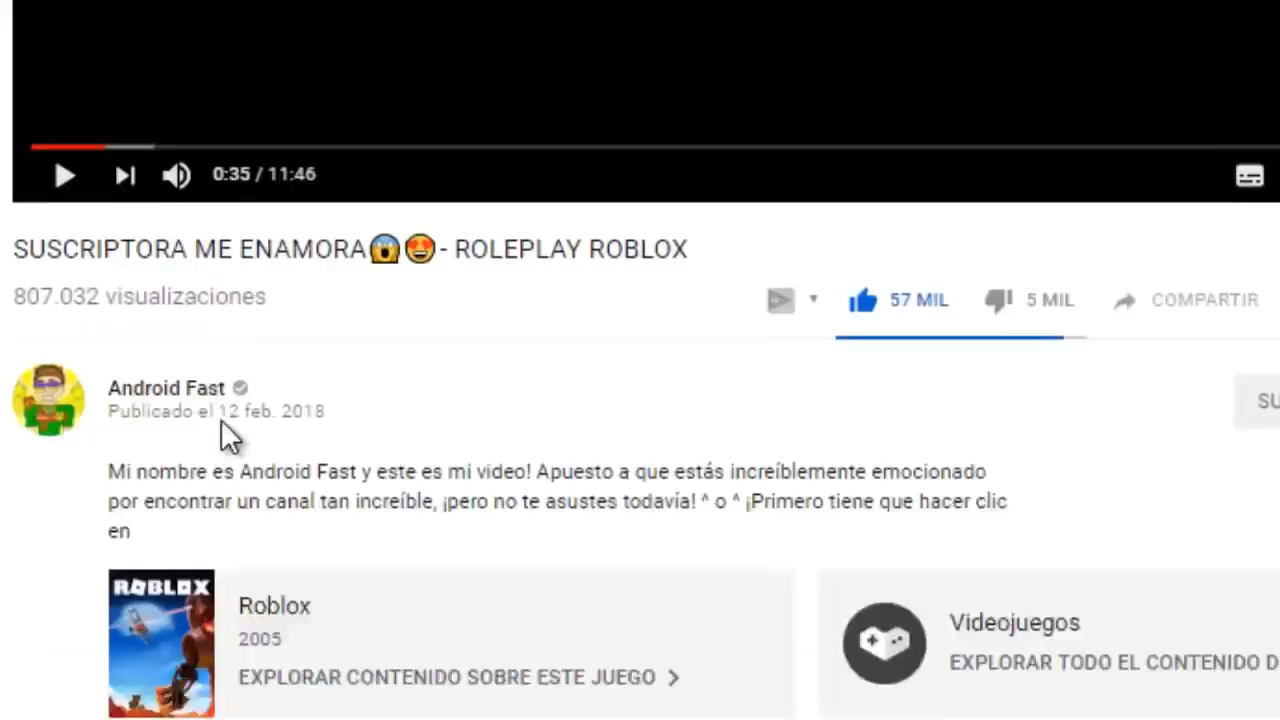 0:35 / 11:46
SUSCRIPTORA ME ENAMORA😱😍- ROLEPLAY ROBLOX
807.032 visualizaciones
57 MIL
5 MIL
COMPARTIR
Android Fast
SU
Publicado el 12 feb. 2018
Mi nombre es Android Fast y este es mi video! Apuesto a que estás increíblemente emocionado
por encontrar un canal tan increíble, ¡pero no te asustes todavía! ^ o ^ ¡Primero tiene que hacer clic
en
ROBLOX
Roblox
2005
EXPLORAR CONTENIDO SOBRE ESTE JUEGO
Videojuegos
EXPLORAR TODO EL CONTENIDO D